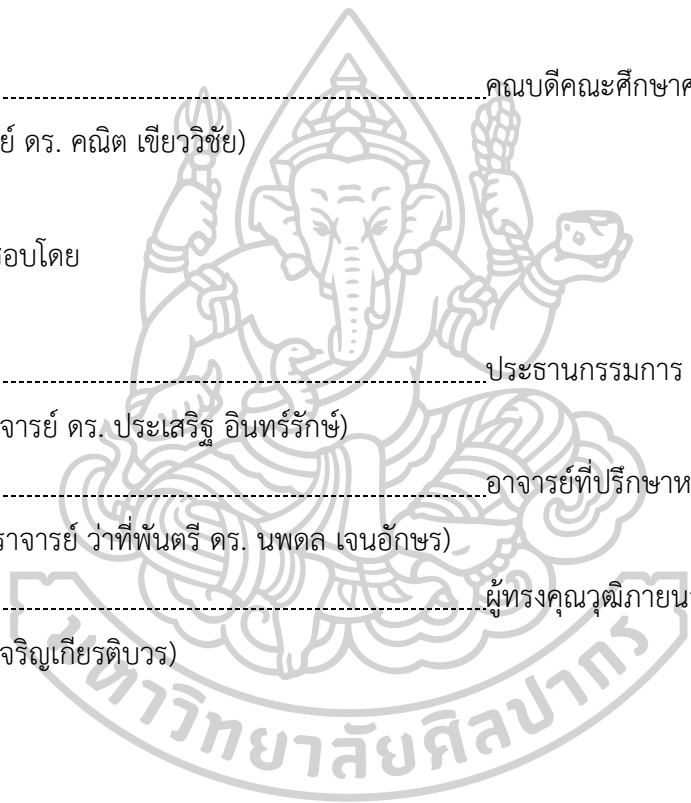 คณบดีคณะศึกษาศ
ย์ ดร. คณิต เขียววิชัย)
สอบโดย
ประธานกรรมการ
จารย์ ดร. ประเสริฐ อินทร์รักษ์)
อาจารย์ที่ปรึกษาห
ราจารย์ ว่าที่พันตรี ดร. นพดล เจนอักษร)
ผู้ทรงคุณวุฒิภายน
จริญเกียรติบวร)
มหาวิทยาลัยศิลปากร